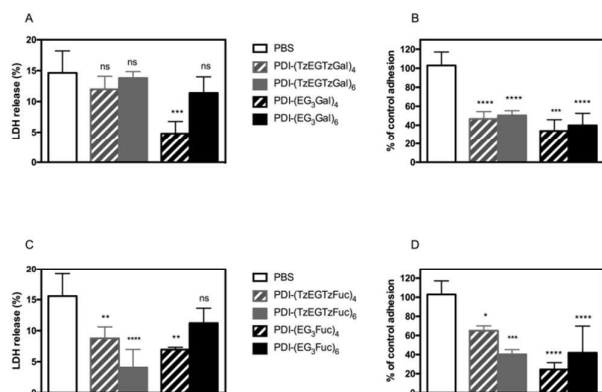 A
LDH release (%)
20
15
10
5
0
ns
ns
***
ns
PBS
PDI-(TzEGTzGal)4
PDI-(TzEGTzGal)6
PDI-(EG3Gal)4
PDI-(EG3Gal)6
B
% of control adhesion
120
100
80
60
40
20
0
****
****
***
****
C
LDH release (%)
20
15
10
5
0
**
****
**
ns
PBS
PDI-(TzEGTzFuc)4
PDI-(TzEGTzFuc)6
PDI-(EG3Fuc)4
PDI-(EG3Fuc)6
D
% of control adhesion
120
100
80
60
40
20
0
*
***
****
****